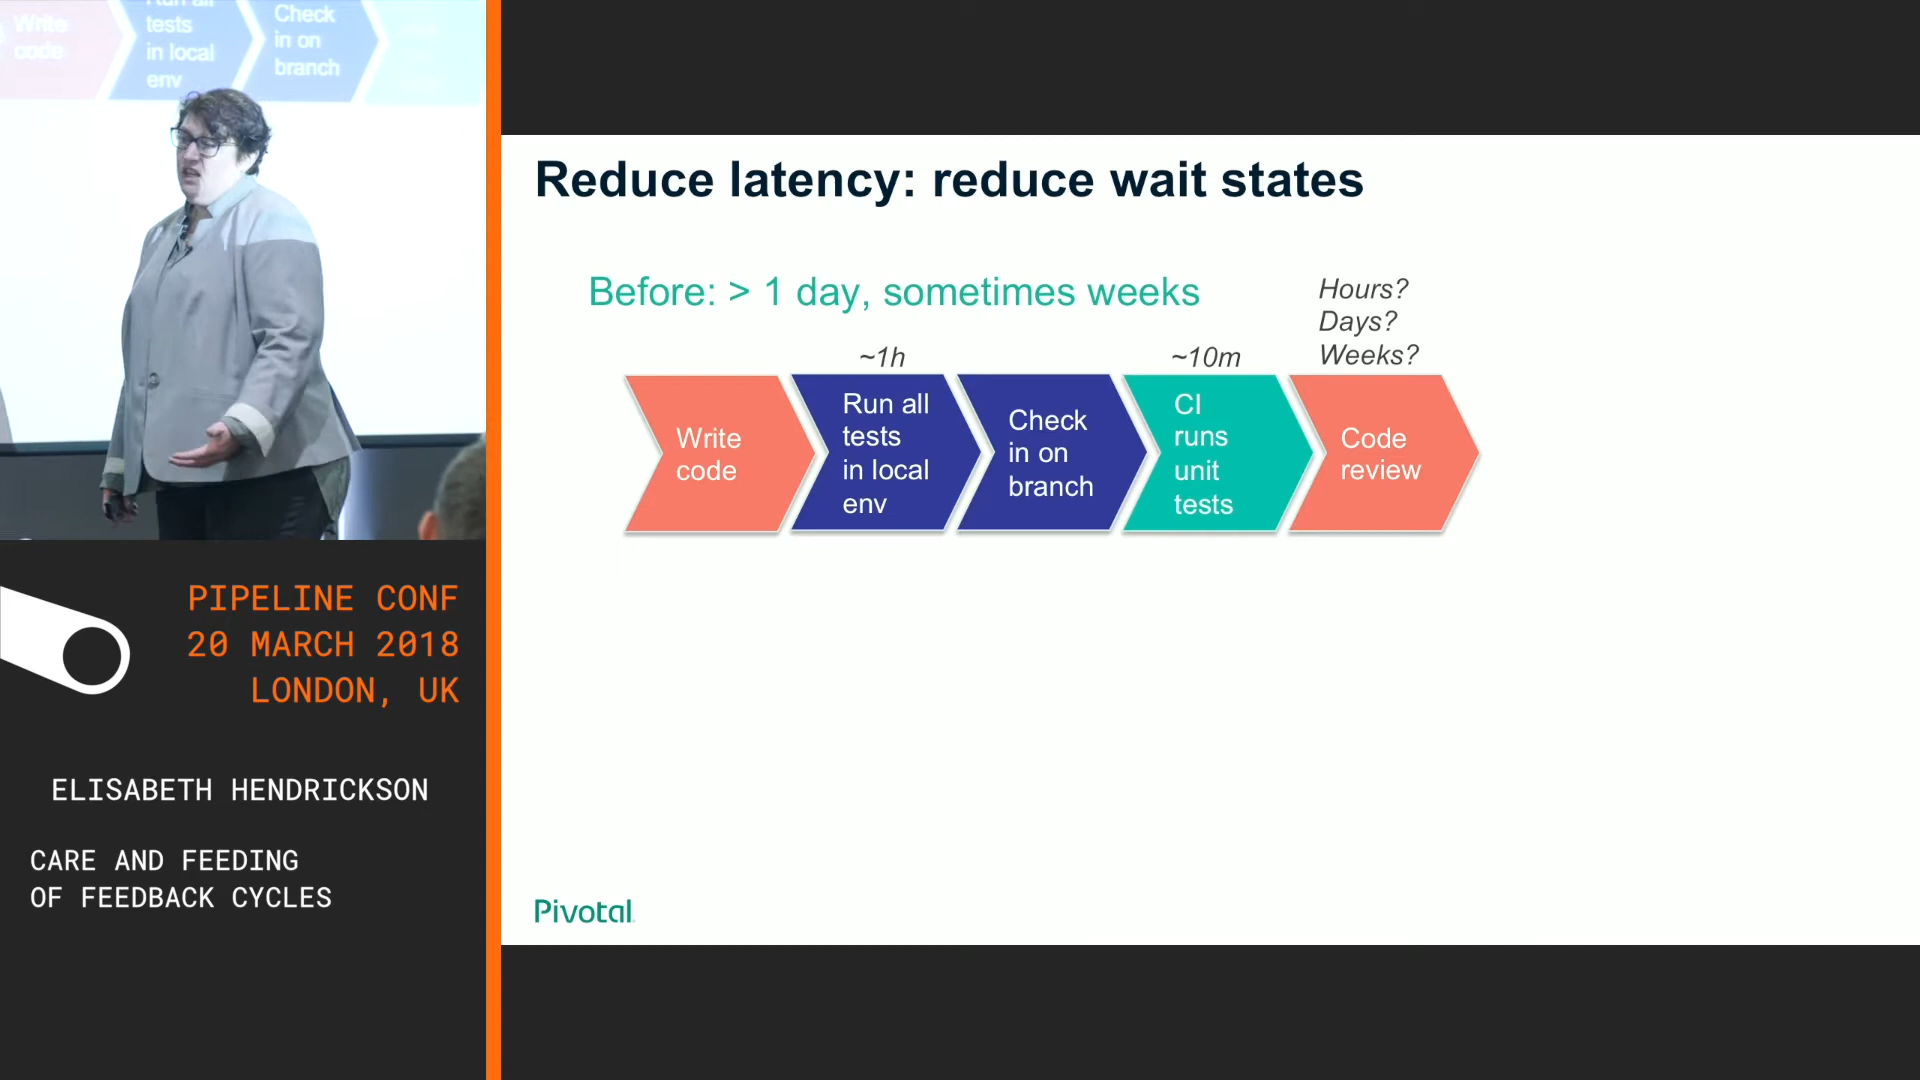 Write
code
Run all
tests
in local
env
Check
in on
branch
PIPELINE CONF
20 MARCH 2018
LONDON, UK
ELISABETH HENDRICKSON
CARE AND FEEDING
OF FEEDBACK CYCLES
Reduce latency: reduce wait states
Before: > 1 day, sometimes weeks
Hours?
Days?
Weeks?
~1h
~10m
Write
code
Run all
tests
in local
env
Check
in on
branch
CI
runs
unit
tests
Code
review
Pivotal